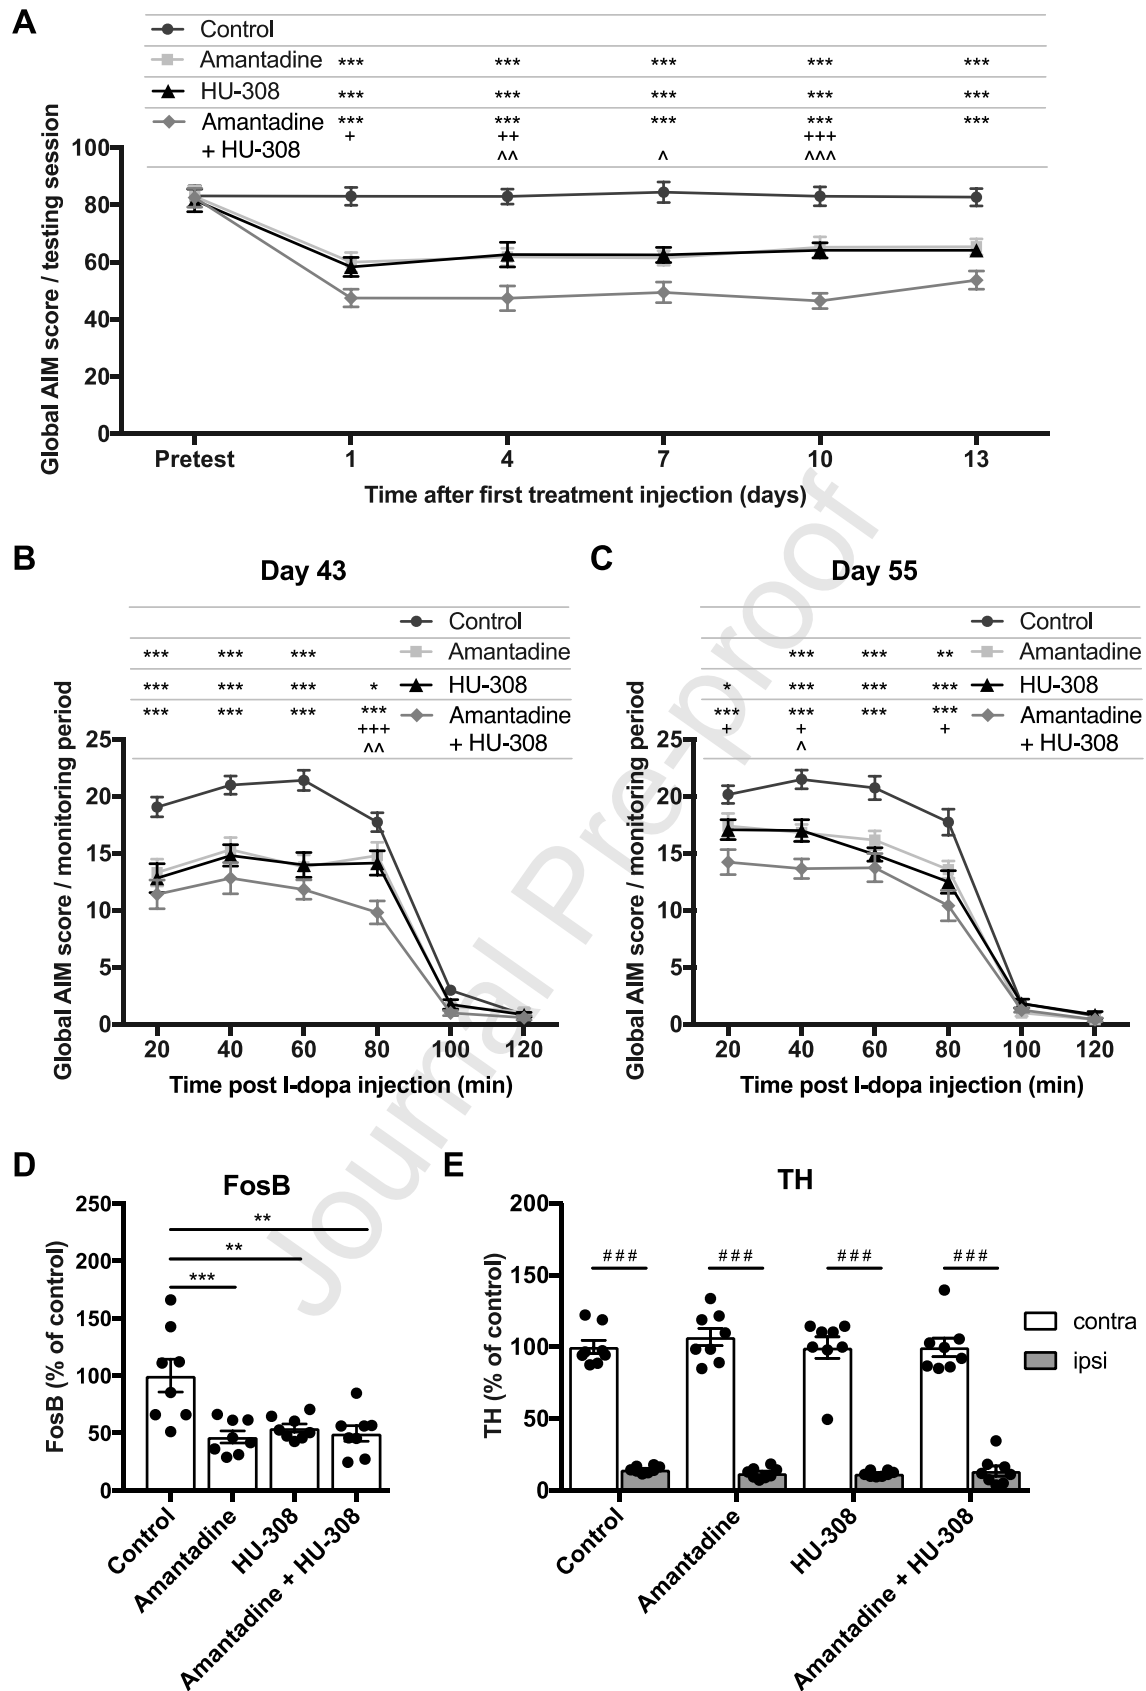 A
Control
Amantadine *** *** *** *** ***
HU-308 *** *** *** *** ***
Amantadine + HU-308 *** *** *** *** ***
+ ++ +++
^^ ^ ^^^
Global AIM score / testing session
100
80
60
40
20
0
Pretest 1 4 7 10 13
Time after first treatment injection (days)
B
Day 43
Control
*** *** *** Amantadine
*** *** *** * HU-308
*** *** *** *** Amantadine + HU-308
+++
^^
Global AIM score / monitoring period
25
20
15
10
5
0
20 40 60 80 100 120
Time post l-dopa injection (min)
C
Day 55
Control
*** *** ** Amantadine
* *** *** *** HU-308
*** *** *** *** Amantadine + HU-308
+ + +
^
Global AIM score / monitoring period
25
20
15
10
5
0
20 40 60 80 100 120
Time post l-dopa injection (min)
D
FosB
FosB (% of control)
250
200
150
100
50
0
**
**
***
Control
Amantadine
HU-308
Amantadine + HU-308
E
TH
TH (% of control)
200
150
100
50
0
### ### ### ###
contra
ipsi
Control
Amantadine
HU-308
Amantadine + HU-308
Journal Pre-proof